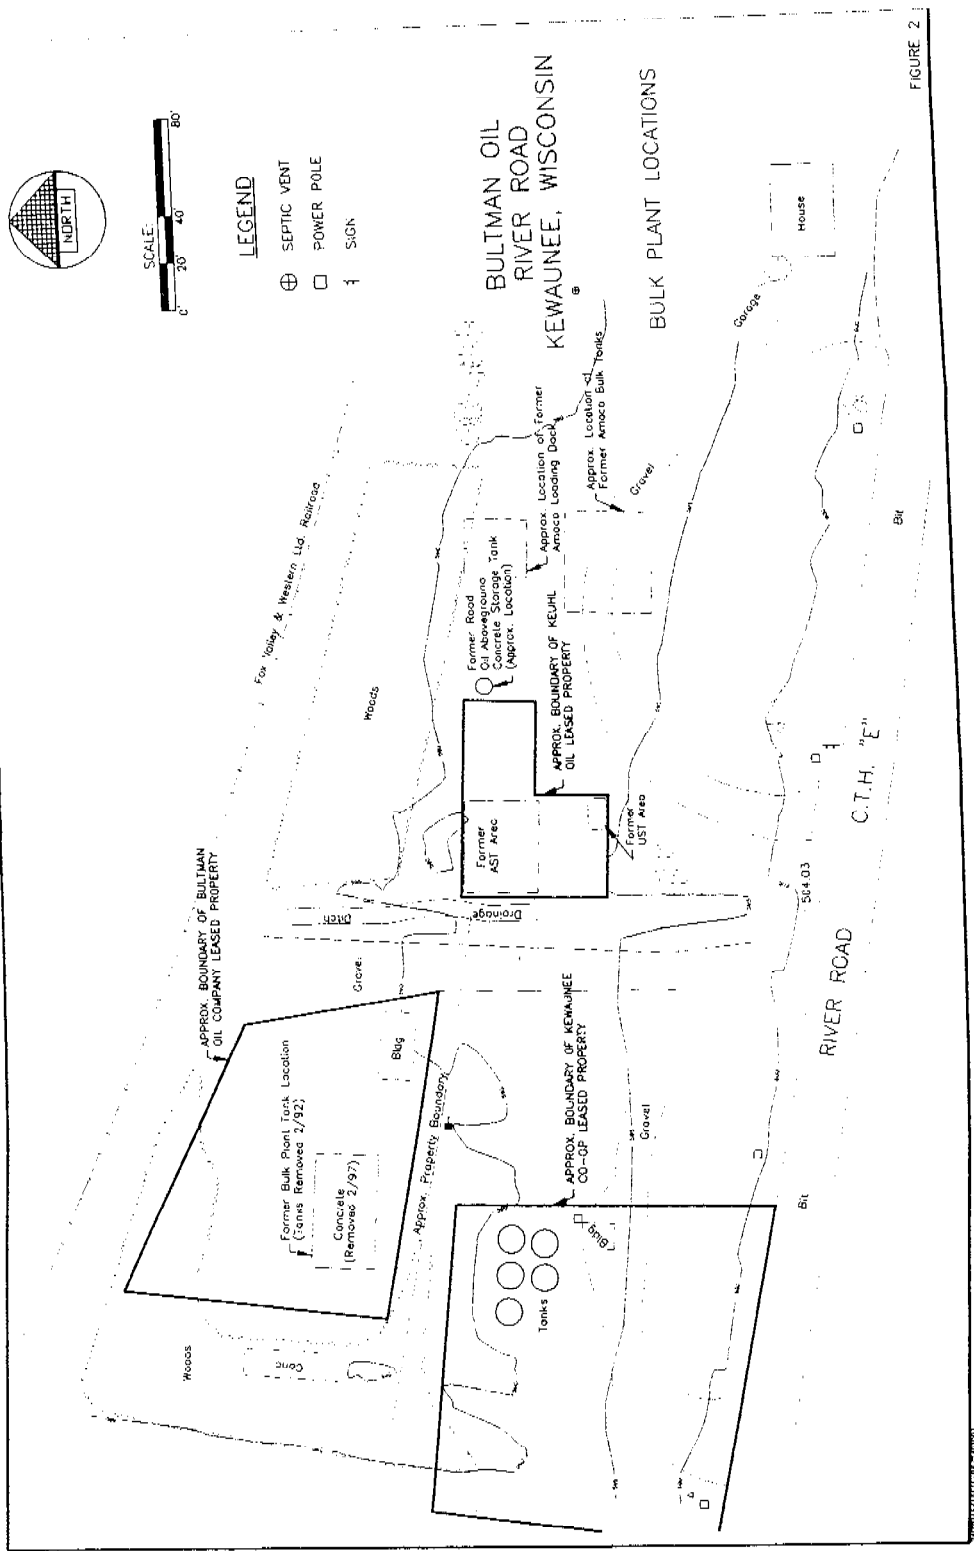 NORTH
SCALE:
0' 20' 40' 80'
LEGEND
SEPTIC VENT
POWER POLE
SIGN
BULTMAN OIL
RIVER ROAD
KEWAUNEE, WISCONSIN
BULK PLANT LOCATIONS
FIGURE 2
Fox Valley & Western Ltd. Railroad
Woods
APPROX. BOUNDARY OF BULTMAN
OIL COMPANY LEASED PROPERTY
Former Bulk Plant Tank Location
(Tanks Removed 2/92)
Concrete
(Removed 2/97)
Bldg
Gravel
Ditch
Drainage
Approx. Property Boundary
Woods
Former Road
Oil Aboveground
Concrete Storage Tank
(Approx. Location)
Approx. Location of Former
Amoco Loading Dock
Approx. Location of
Former Amoco Bulk Tanks
Gravel
APPROX. BOUNDARY OF KEUHL
OIL LEASED PROPERTY
Former
AST Area
Former
UST Area
APPROX. BOUNDARY OF KEWAUNEE
CO-OP LEASED PROPERTY
Tanks
Bldg
Gravel
Garage
House
Bit
C.T.H. "E"
564.03
RIVER ROAD
Bit